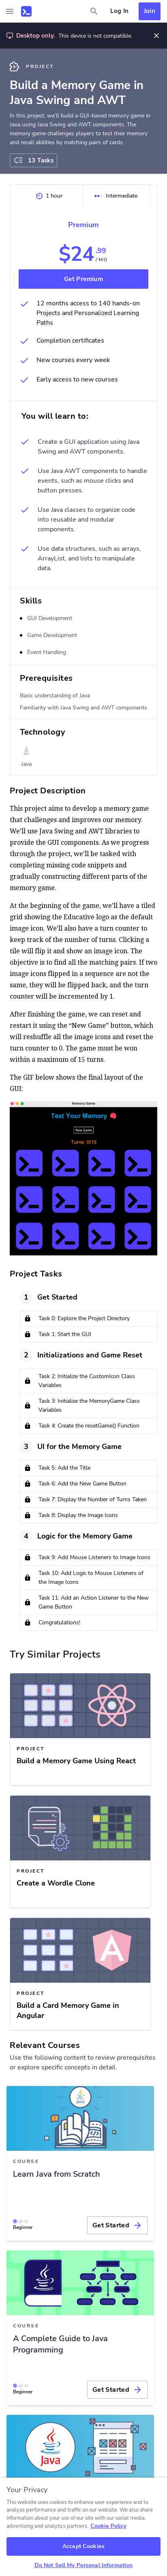 Log In
Join
Desktop only. This device is not compatible.
PROJECT
Build a Memory Game in
Java Swing and AWT
In this project, we'll build a GUI-based memory game in
Java using Java Swing and AWT components. The
memory game challenges players to test their memory
and recall abilities by matching pairs of cards.
13 Tasks
1 hour
Intermediate
Premium
$24.99
/MO
Get Premium
12 months access to 140 hands-on
Projects and Personalized Learning
Paths
Completion certificates
New courses every week
Early access to new courses
You will learn to:
Create a GUI application using Java
Swing and AWT components.
Use Java AWT components to handle
events, such as mouse clicks and
button presses.
Use Java classes to organize code
into reusable and modular
components.
Use data structures, such as arrays,
ArrayList, and lists to manipulate
data.
Skills
GUI Development
Game Development
Event Handling
Prerequisites
Basic understanding of Java
Familiarity with Java Swing and AWT components
Technology
Java
Project Description
This project aims to develop a memory game
that challenges and improves our memory.
We'll use Java Swing and AWT libraries to
provide the GUI components. As we progress
through the project, we'll be tasked with
completing missing code snippets and
gradually constructing different parts of the
memory game.
At the beginning of the game, we'll have a tiled
grid showing the Educative logo as the default
image icon. We'll also have a turn counter to
keep track of the number of turns. Clicking a
tile will flip it and show an image icon. The
objective is to find all the matching pairs. If two
image icons flipped in a sequence are not the
same, they will be flipped back, and the turn
counter will be incremented by 1.
After finishing the game, we can reset and
restart it using the “New Game” button, which
will reshuffle all the image icons and reset the
turn counter to 0. The game must be won
within a maximum of 15 turns.
The GIF below shows the final layout of the
GUI:
Memory Game
Test Your Memory
New Game
Turns: 0/15
Project Tasks
1 Get Started
Task 0: Explore the Project Directory
Task 1: Start the GUI
2 Initializations and Game Reset
Task 2: Initialize the CustomIcon Class
Variables
Task 3: Initialize the MemoryGame Class
Variables
Task 4: Create the resetGame() Function
3 UI for the Memory Game
Task 5: Add the Title
Task 6: Add the New Game Button
Task 7: Display the Number of Turns Taken
Task 8: Display the Image Icons
4 Logic for the Memory Game
Task 9: Add Mouse Listeners to Image Icons
Task 10: Add Logic to Mouse Listeners of
the Image Icons
Task 11: Add an Action Listener to the New
Game Button
Congratulations!
Try Similar Projects
PROJECT
Build a Memory Game Using React
PROJECT
Create a Wordle Clone
PROJECT
Build a Card Memory Game in
Angular
Relevant Courses
Use the following content to review prerequisites
or explore specific concepts in detail.
COURSE
Learn Java from Scratch
Beginner
Get Started
Java
COURSE
A Complete Guide to Java
Programming
Beginner
Get Started
Java
Your Privacy
This website uses cookies to enhance user experience and to
analyze performance and traffic on our website. We may also
share information about your use of our site with our social media,
advertising and analytics partners. Cookie Policy
Accept Cookies
Do Not Sell My Personal Information